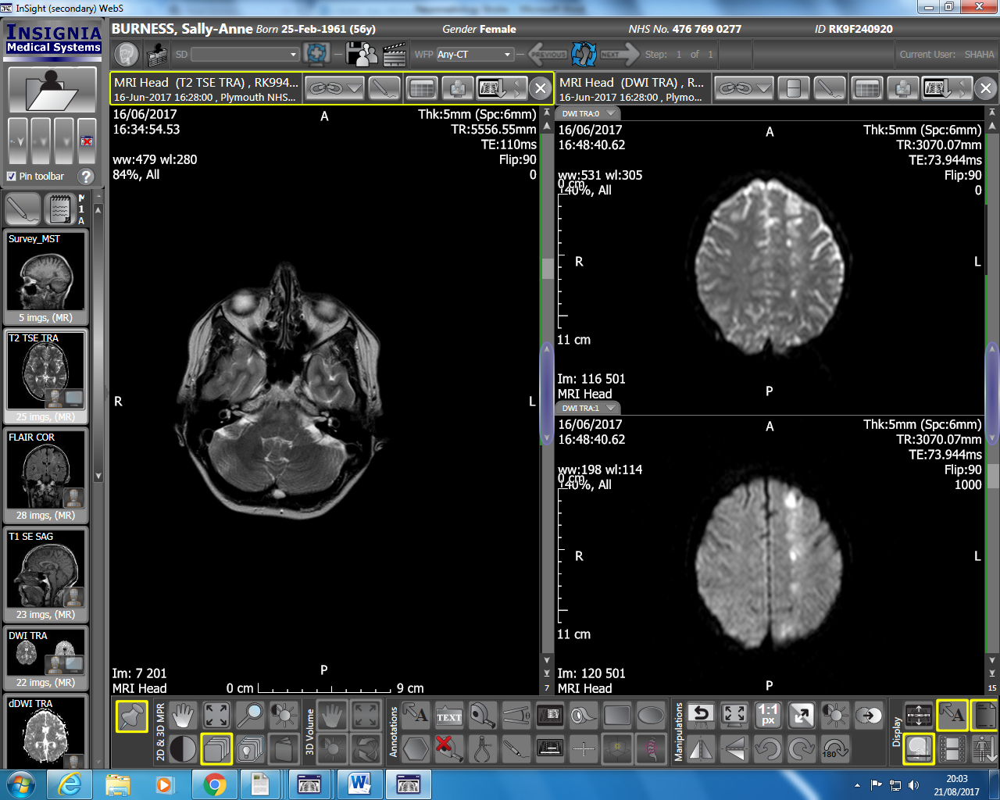 InSight (secondary) WebS
INSIGNIA
Medical Systems
BURNESS, Sally-Anne Born 25-Feb-1961 (56y) Gender Female NHS No. 476 769 0277 ID RK9F240920
SD WFP Any-CT PREVIOUS NEXT Step: 1 of 1 Current User: SHAHA
Pin toolbar ?
M
1
A
Survey_MST
5 imgs, (MR)
T2 TSE TRA
25 imgs, (MR)
FLAIR COR
28 imgs, (MR)
T1 SE SAG
23 imgs, (MR)
DWI TRA
22 imgs, (MR)
dDWI TRA
MRI Head (T2 TSE TRA) , RK994...
16-Jun-2017 16:28:00 , Plymouth NHS...
16/06/2017 A Thk:5mm (Spc:6mm)
16:34:54.53 TR:5556.55mm
TE:110ms
ww:479 wl:280 Flip:90
84%, All 0
R L
P
Im: 7 201
MRI Head 0 cm 9 cm 7
MRI Head (DWI TRA) , R...
16-Jun-2017 16:28:00 , Plymo...
DWI TRA:0
16/06/2017 A Thk:5mm (Spc:6mm)
16:48:40.62 TR:3070.07mm
TE:73.944ms
ww:531 wl:305 Flip:90
0 cm
140%, All 0
R L
11 cm
Im: 116 501
MRI Head P
DWI TRA:1
16/06/2017 A Thk:5mm (Spc:6mm)
16:48:40.62 TR:3070.07mm
TE:73.944ms
ww:198 wl:114 Flip:90
0 cm
140%, All 1000
R L
11 cm
Im: 120 501
MRI Head P 15
2D & 3D MPR
3D Volume
Annotations
A TEXT
Manipulations
1:1
px
180
Display
A
20:03
21/08/2017